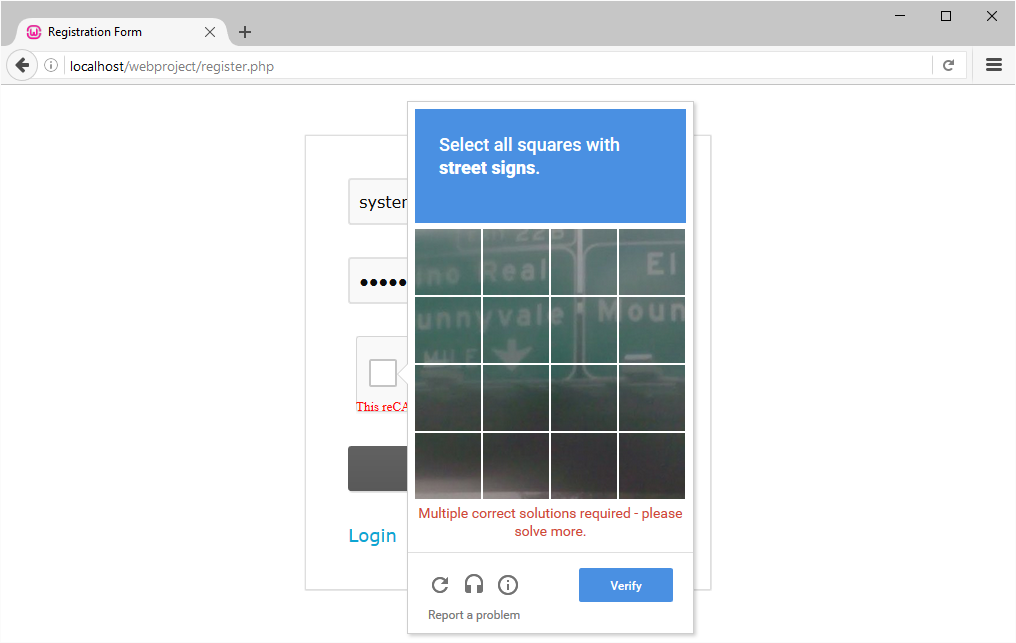 Registration Form
localhost/webproject/register.php
Select all squares with
street signs.
Real
El
unnyvale
Moun
MILE
syster
This reCA
Multiple correct solutions required - please
solve more.
Login
Verify
Report a problem